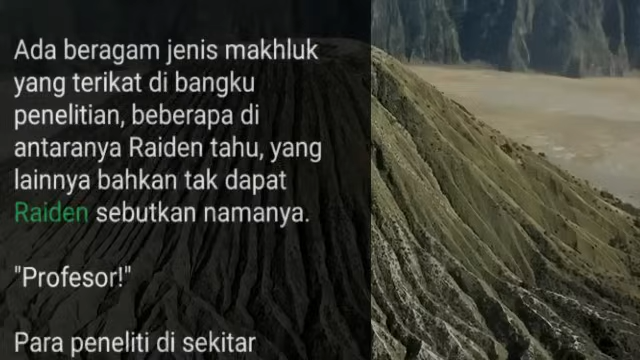 Ada beragam jenis makhluk
yang terikat di bangku
penelitian, beberapa di
antaranya Raiden tahu, yang
lainnya bahkan tak dapat
Raiden sebutkan namanya.
"Profesor!"
Para peneliti di sekitar